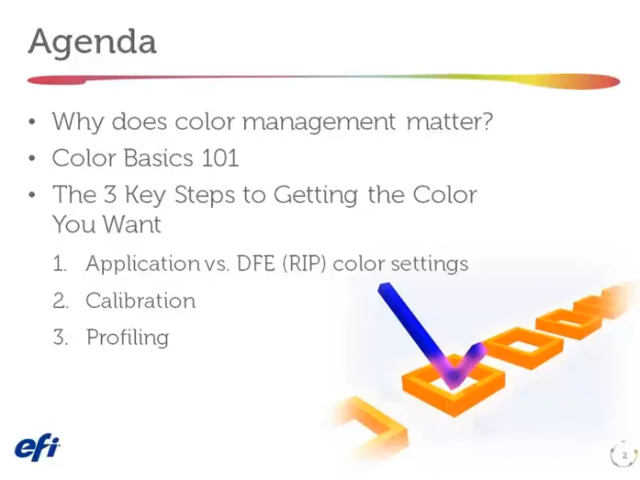 Agenda
• Why does color management matter?
• Color Basics 101
• The 3 Key Steps to Getting the Color
You Want
1. Application vs. DFE (RIP) color settings
2. Calibration
3. Profiling
efi
2